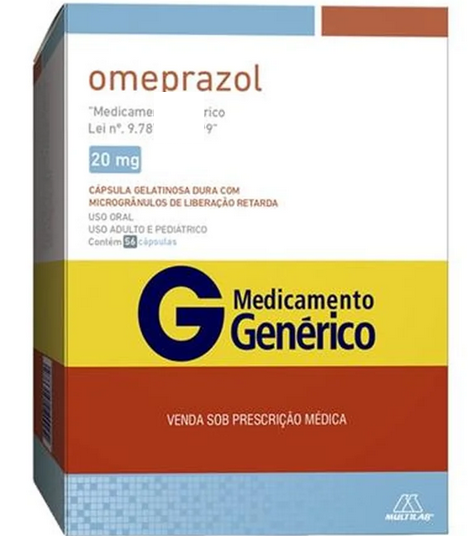 omeprazol
"Medicame rico
Lei nº. 9.78 9"
20 mg
CÁPSULA GELATINOSA DURA COM
MICROGRÂNULOS DE LIBERAÇÃO RETARDA
USO ORAL
USO ADULTO E PEDIÁTRICO
Contém 56 cápsulas
G Medicamento
Genérico
VENDA SOB PRESCRIÇÃO MÉDICA
MULTILAB